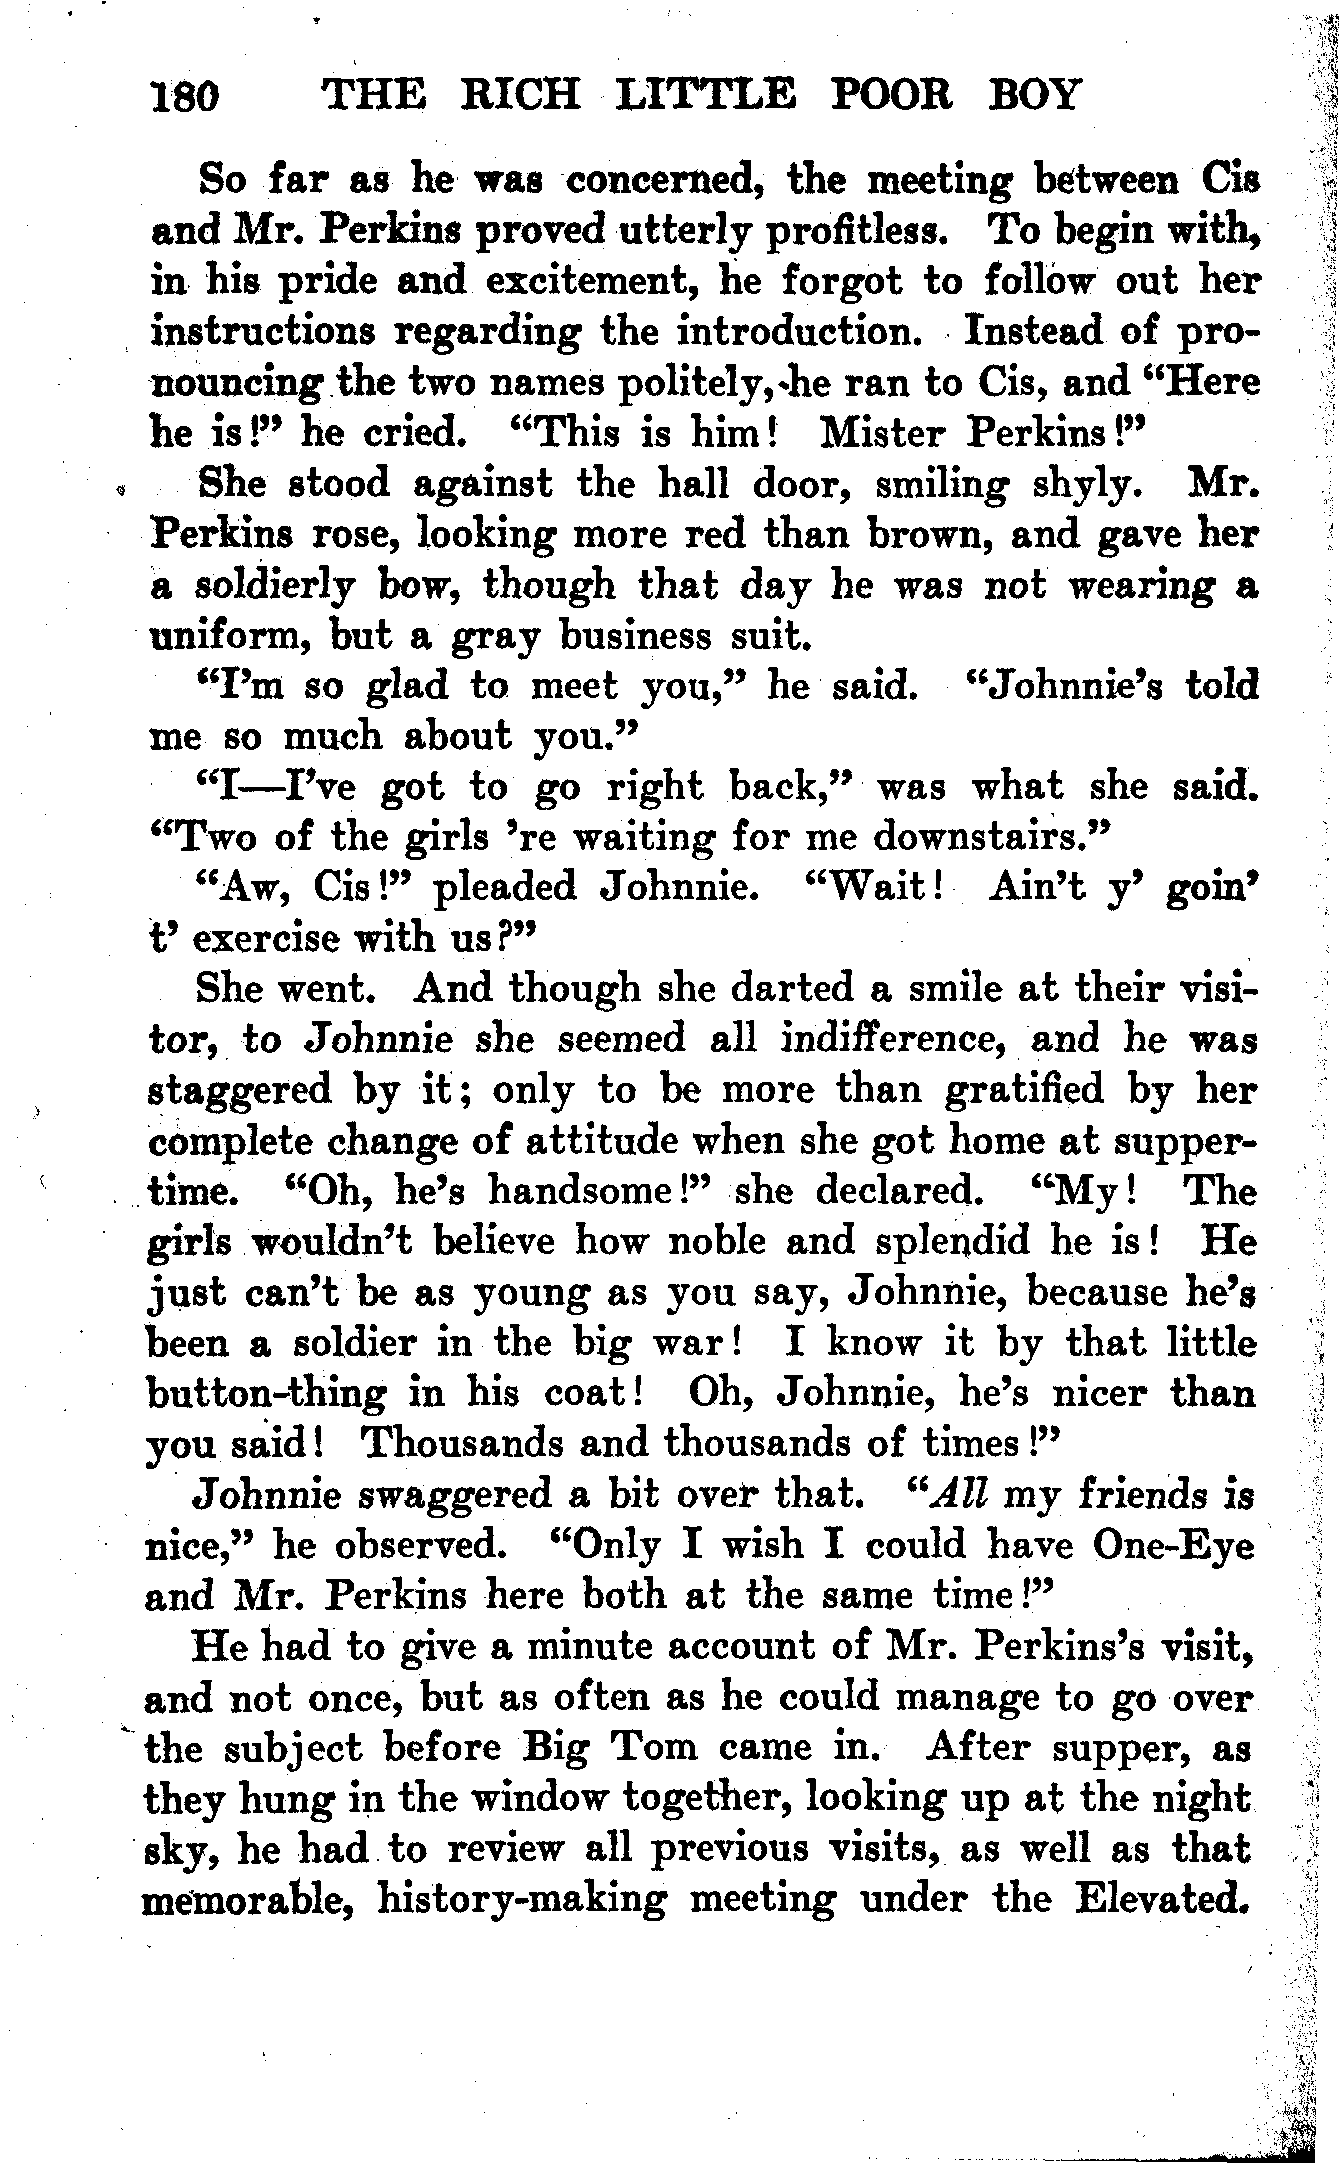 180 THE RICH LITTLE POOR BOY
So far as he was concerned, the meeting between Cis
and Mr. Perkins proved utterly profitless. To begin with,
in his pride and excitement, he forgot to follow out her
instructions regarding the introduction. Instead of pro-
nouncing the two names politely, he ran to Cis, and “Here
he is!” he cried. “This is him! Mister Perkins!”
She stood against the hall door, smiling shyly. Mr.
Perkins rose, looking more red than brown, and gave her
a soldierly bow, though that day he was not wearing a
uniform, but a gray business suit.
“I’m so glad to meet you,” he said. “Johnnie’s told
me so much about you.”
“I—I’ve got to go right back,” was what she said.
“Two of the girls ’re waiting for me downstairs.”
“Aw, Cis!” pleaded Johnnie. “Wait! Ain’t y’ goin’
t’ exercise with us?”
She went. And though she darted a smile at their visi-
tor, to Johnnie she seemed all indifference, and he was
staggered by it; only to be more than gratified by her
complete change of attitude when she got home at supper-
time. “Oh, he’s handsome!” she declared. “My! The
girls wouldn’t believe how noble and splendid he is! He
just can’t be as young as you say, Johnnie, because he’s
been a soldier in the big war! I know it by that little
button-thing in his coat! Oh, Johnnie, he’s nicer than
you said! Thousands and thousands of times!”
Johnnie swaggered a bit over that. “All my friends is
nice,” he observed. “Only I wish I could have One-Eye
and Mr. Perkins here both at the same time!”
He had to give a minute account of Mr. Perkins’s visit,
and not once, but as often as he could manage to go over
the subject before Big Tom came in. After supper, as
they hung in the window together, looking up at the night
sky, he had to review all previous visits, as well as that
memorable, history-making meeting under the Elevated.